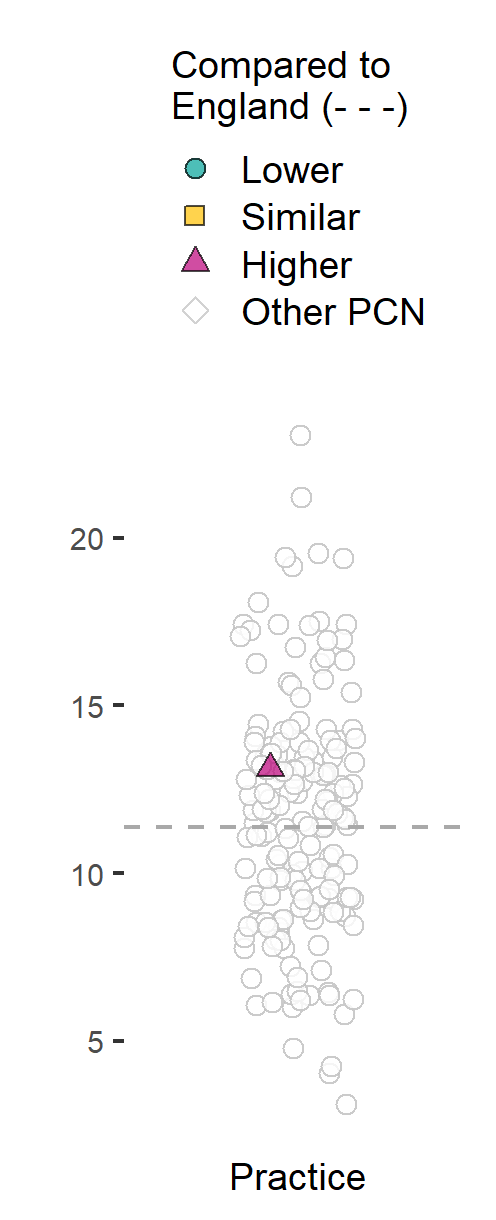 Compared to
England (- - -)
Lower
Similar
Higher
Other PCN
20
15
10
5
Practice